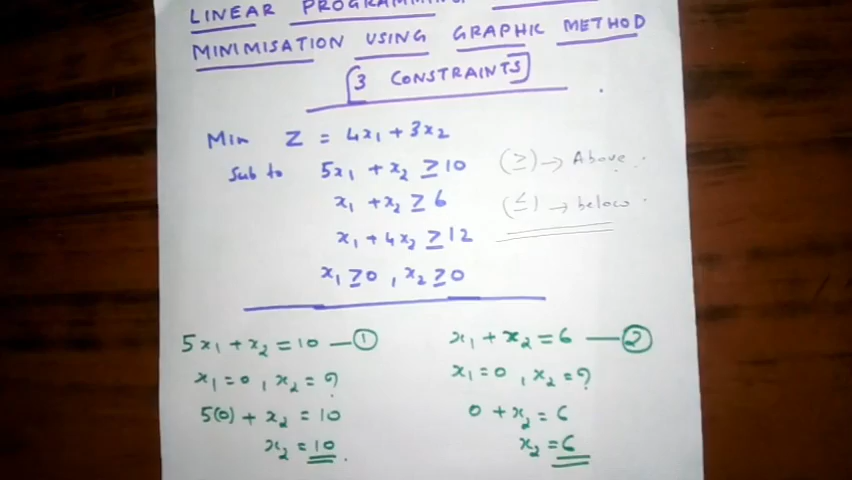 LINEAR PROGRAMMING
MINIMISATION USING GRAPHIC METHOD
(3 CONSTRAINTS)
Min Z = 4x₁ + 3x₂
Sub to 5x₁ + x₂ ≥ 10 (≥) → Above
x₁ + x₂ ≥ 6 (≤) → below
x₁ + 4x₂ ≥ 12
x₁ ≥ 0, x₂ ≥ 0
5x₁ + x₂ = 10 — ①
x₁ = 0, x₂ = ?
5(0) + x₂ = 10
x₂ = 10
x₁ + x₂ = 6 — ②
x₁ = 0, x₂ = ?
0 + x₂ = 6
x₂ = 6